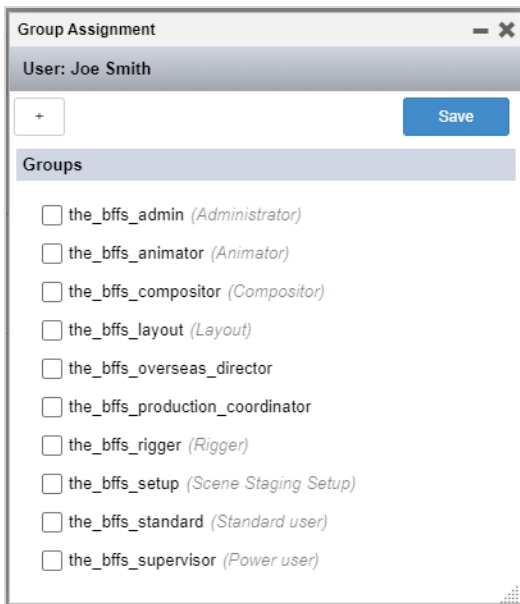 Group Assignment
User: Joe Smith
+ Save
Groups
the_bffs_admin (Administrator)
the_bffs_animator (Animator)
the_bffs_compositor (Compositor)
the_bffs_layout (Layout)
the_bffs_overseas_director
the_bffs_production_coordinator
the_bffs_rigger (Rigger)
the_bffs_setup (Scene Staging Setup)
the_bffs_standard (Standard user)
the_bffs_supervisor (Power user)